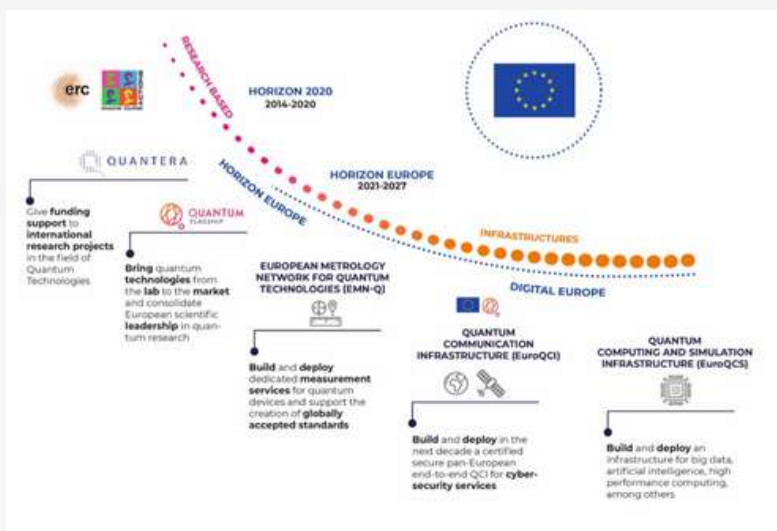 erc
RESEARCH BASED
HORIZON 2020
2014-2020
QUANTERA
HORIZON EUROPE
HORIZON EUROPE
2021-2027
Give funding
support to
international
research projects
in the field of
Quantum
Technologies
QUANTUM
FLAGSHIP
Bring quantum
technologies from
the lab to the market
and consolidate
European scientific
leadership in quan-
tum research
INFRASTRUCTURES
DIGITAL EUROPE
EUROPEAN METROLOGY
NETWORK FOR QUANTUM
TECHNOLOGIES (EMN-Q)
Build and deploy
dedicated measurement
services for quantum
devices and support the
creation of globally
accepted standards
QUANTUM
COMMUNICATION
INFRASTRUCTURE (EuroQCI)
Build and deploy in the
next decade a certified
secure pan-European
end-to-end QCI for cyber-
security services
QUANTUM
COMPUTING AND SIMULATION
INFRASTRUCTURE (EuroQCS)
Build and deploy an
infrastructure for big data,
artificial intelligence, high
performance computing,
among others